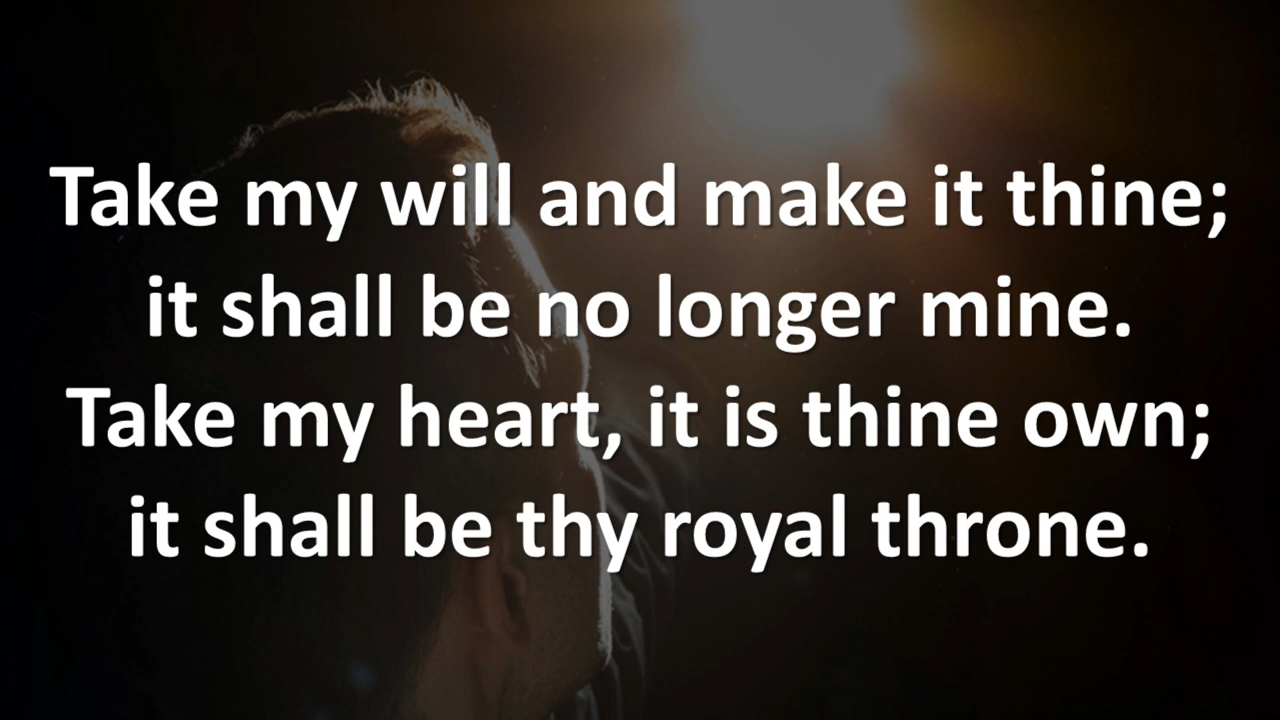 Take my will and make it thine;
it shall be no longer mine.
Take my heart, it is thine own;
it shall be thy royal throne.